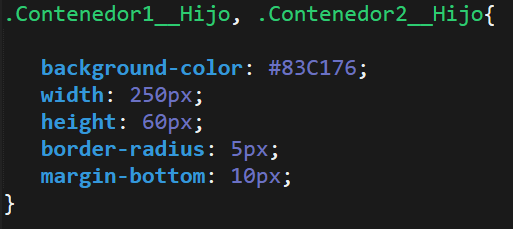 .Contenedor1__Hijo, .Contenedor2__Hijo{
background-color: #83C176;
width: 250px;
height: 60px;
border-radius: 5px;
margin-bottom: 10px;
}